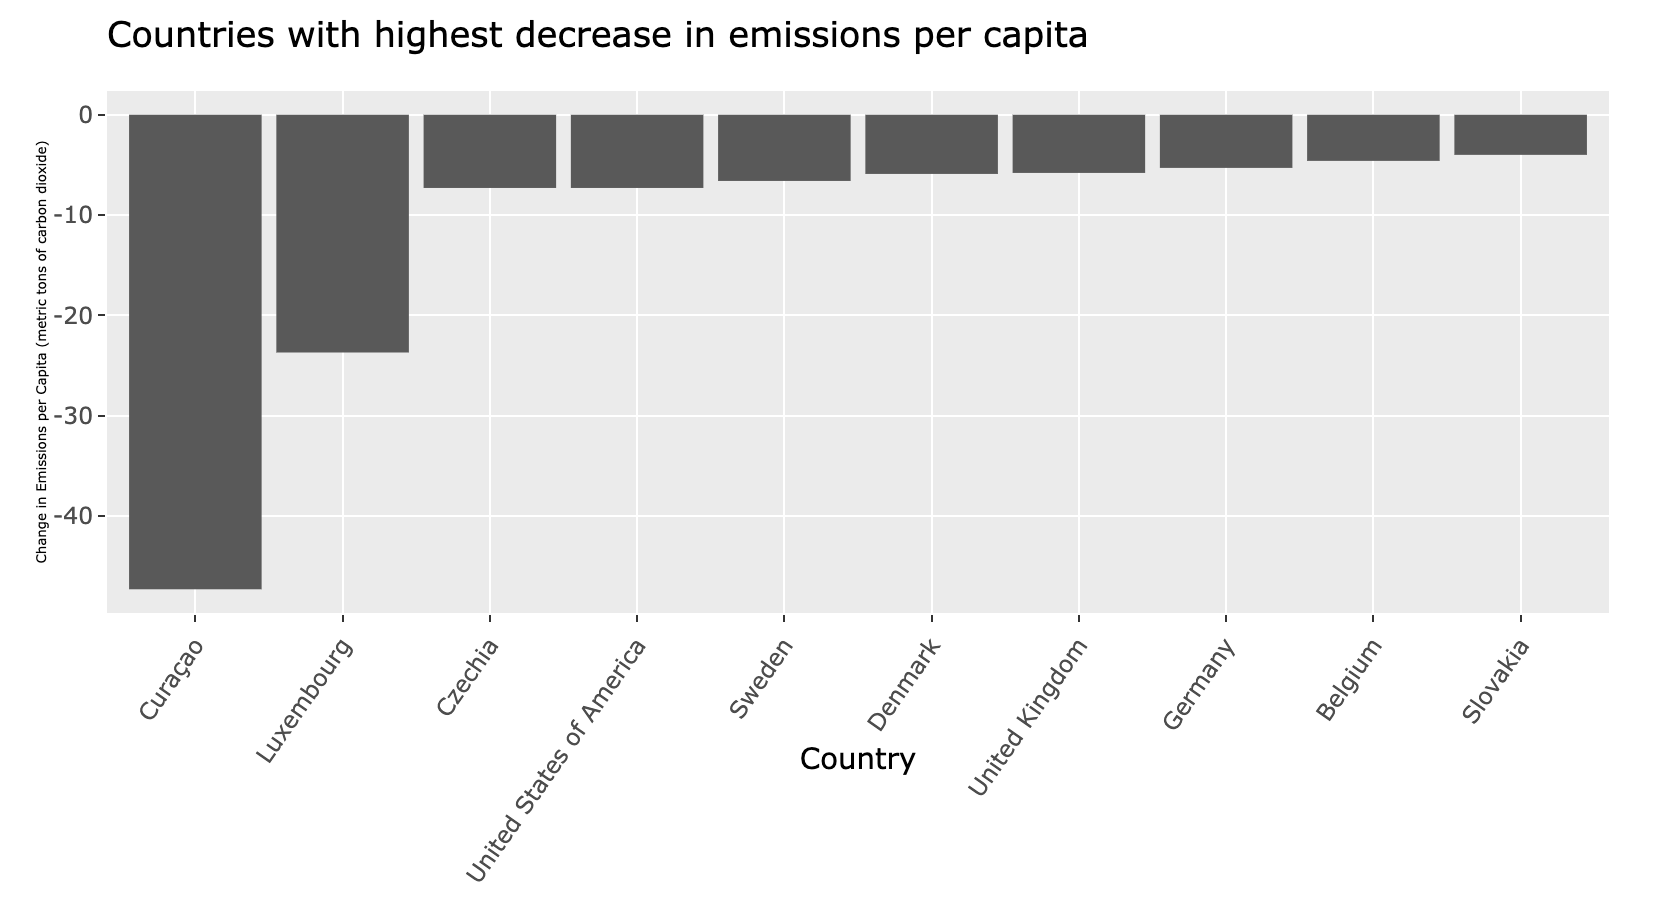 Countries with highest decrease in emissions per capita
Change in Emissions per Capita (metric tons of carbon dioxide)
0
-10
-20
-30
-40
Curaçao
Luxembourg
Czechia
United States of America
Sweden
Denmark
United Kingdom
Germany
Belgium
Slovakia
Country